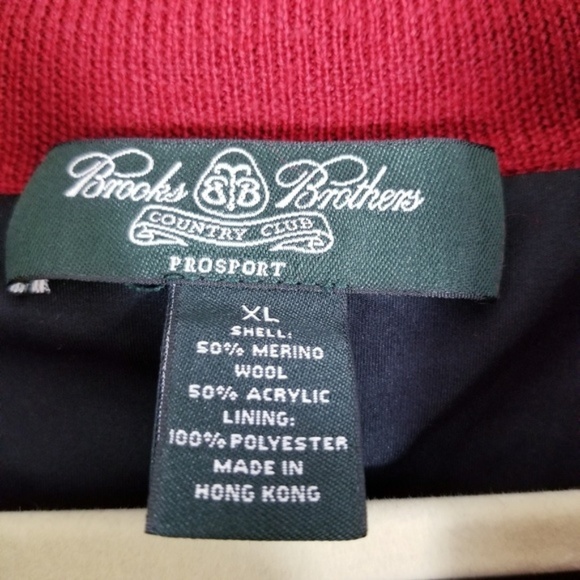 Brooks BB Brothers
COUNTRY CLUB
PROSPORT
XL
SHELL:
50% MERINO
WOOL
50% ACRYLIC
LINING:
100% POLYESTER
MADE IN
HONG KONG